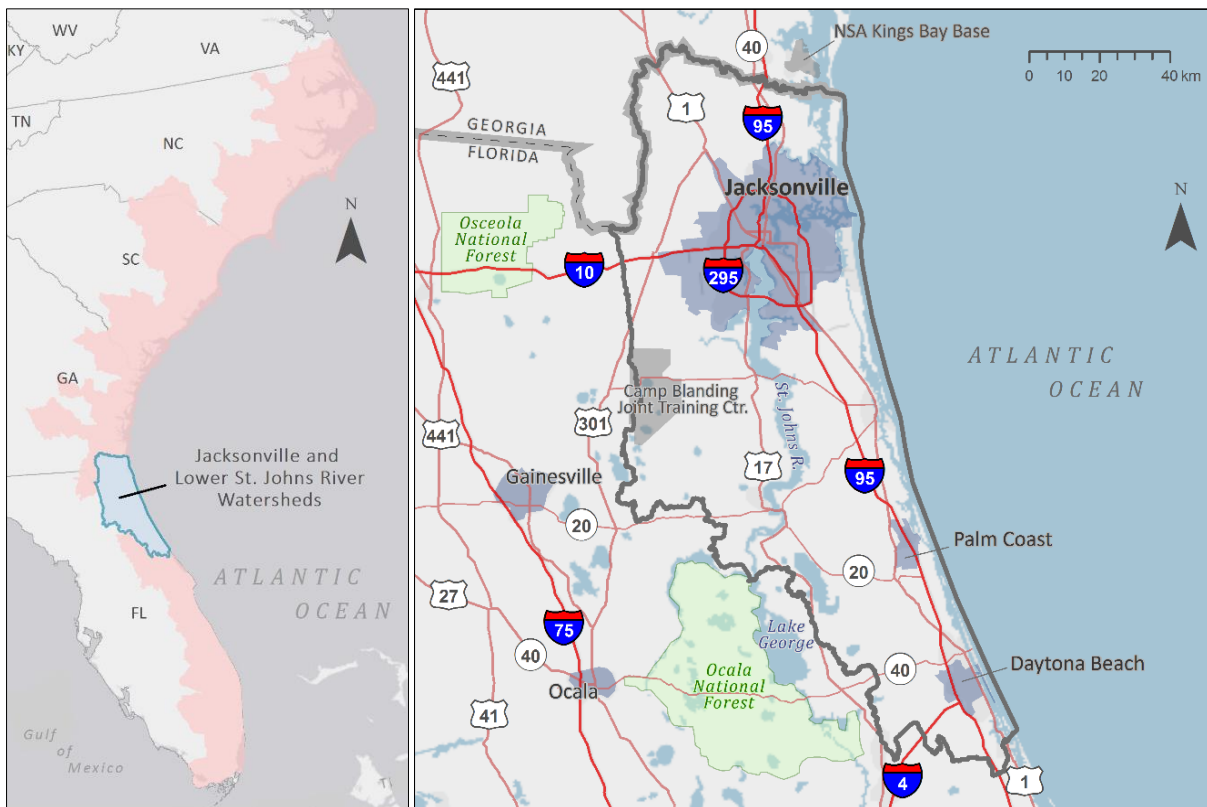 WV
KY
VA
TN
NC
N
SC
GA
Jacksonville and
Lower St. Johns River
Watersheds
ATLANTIC
OCEAN
FL
Gulf
of
Mexico
NSA Kings Bay Base
40
0 10 20 40 km
441
1
95
GEORGIA
FLORIDA
Jacksonville
N
Osceola
National
Forest
10
295
ATLANTIC
OCEAN
Camp Blanding
Joint Training Ctr.
St. Johns R.
301
441
17
95
Gainesville
20
Palm Coast
20
27
75
Lake
George
40
Ocala
Ocala
National
Forest
40
Daytona Beach
41
4
1